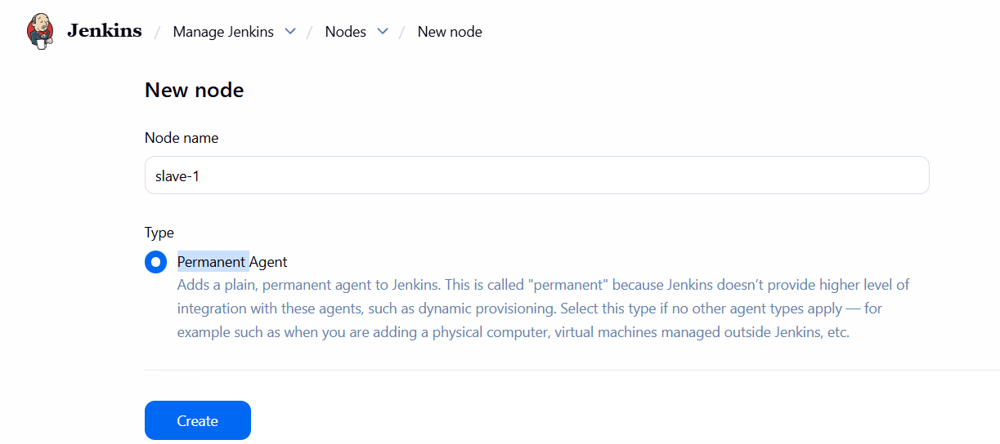 Jenkins / Manage Jenkins / Nodes / New node
New node
Node name
slave-1
Type
Permanent Agent
Adds a plain, permanent agent to Jenkins. This is called "permanent" because Jenkins doesn’t provide higher level of
integration with these agents, such as dynamic provisioning. Select this type if no other agent types apply — for
example such as when you are adding a physical computer, virtual machines managed outside Jenkins, etc.
Create